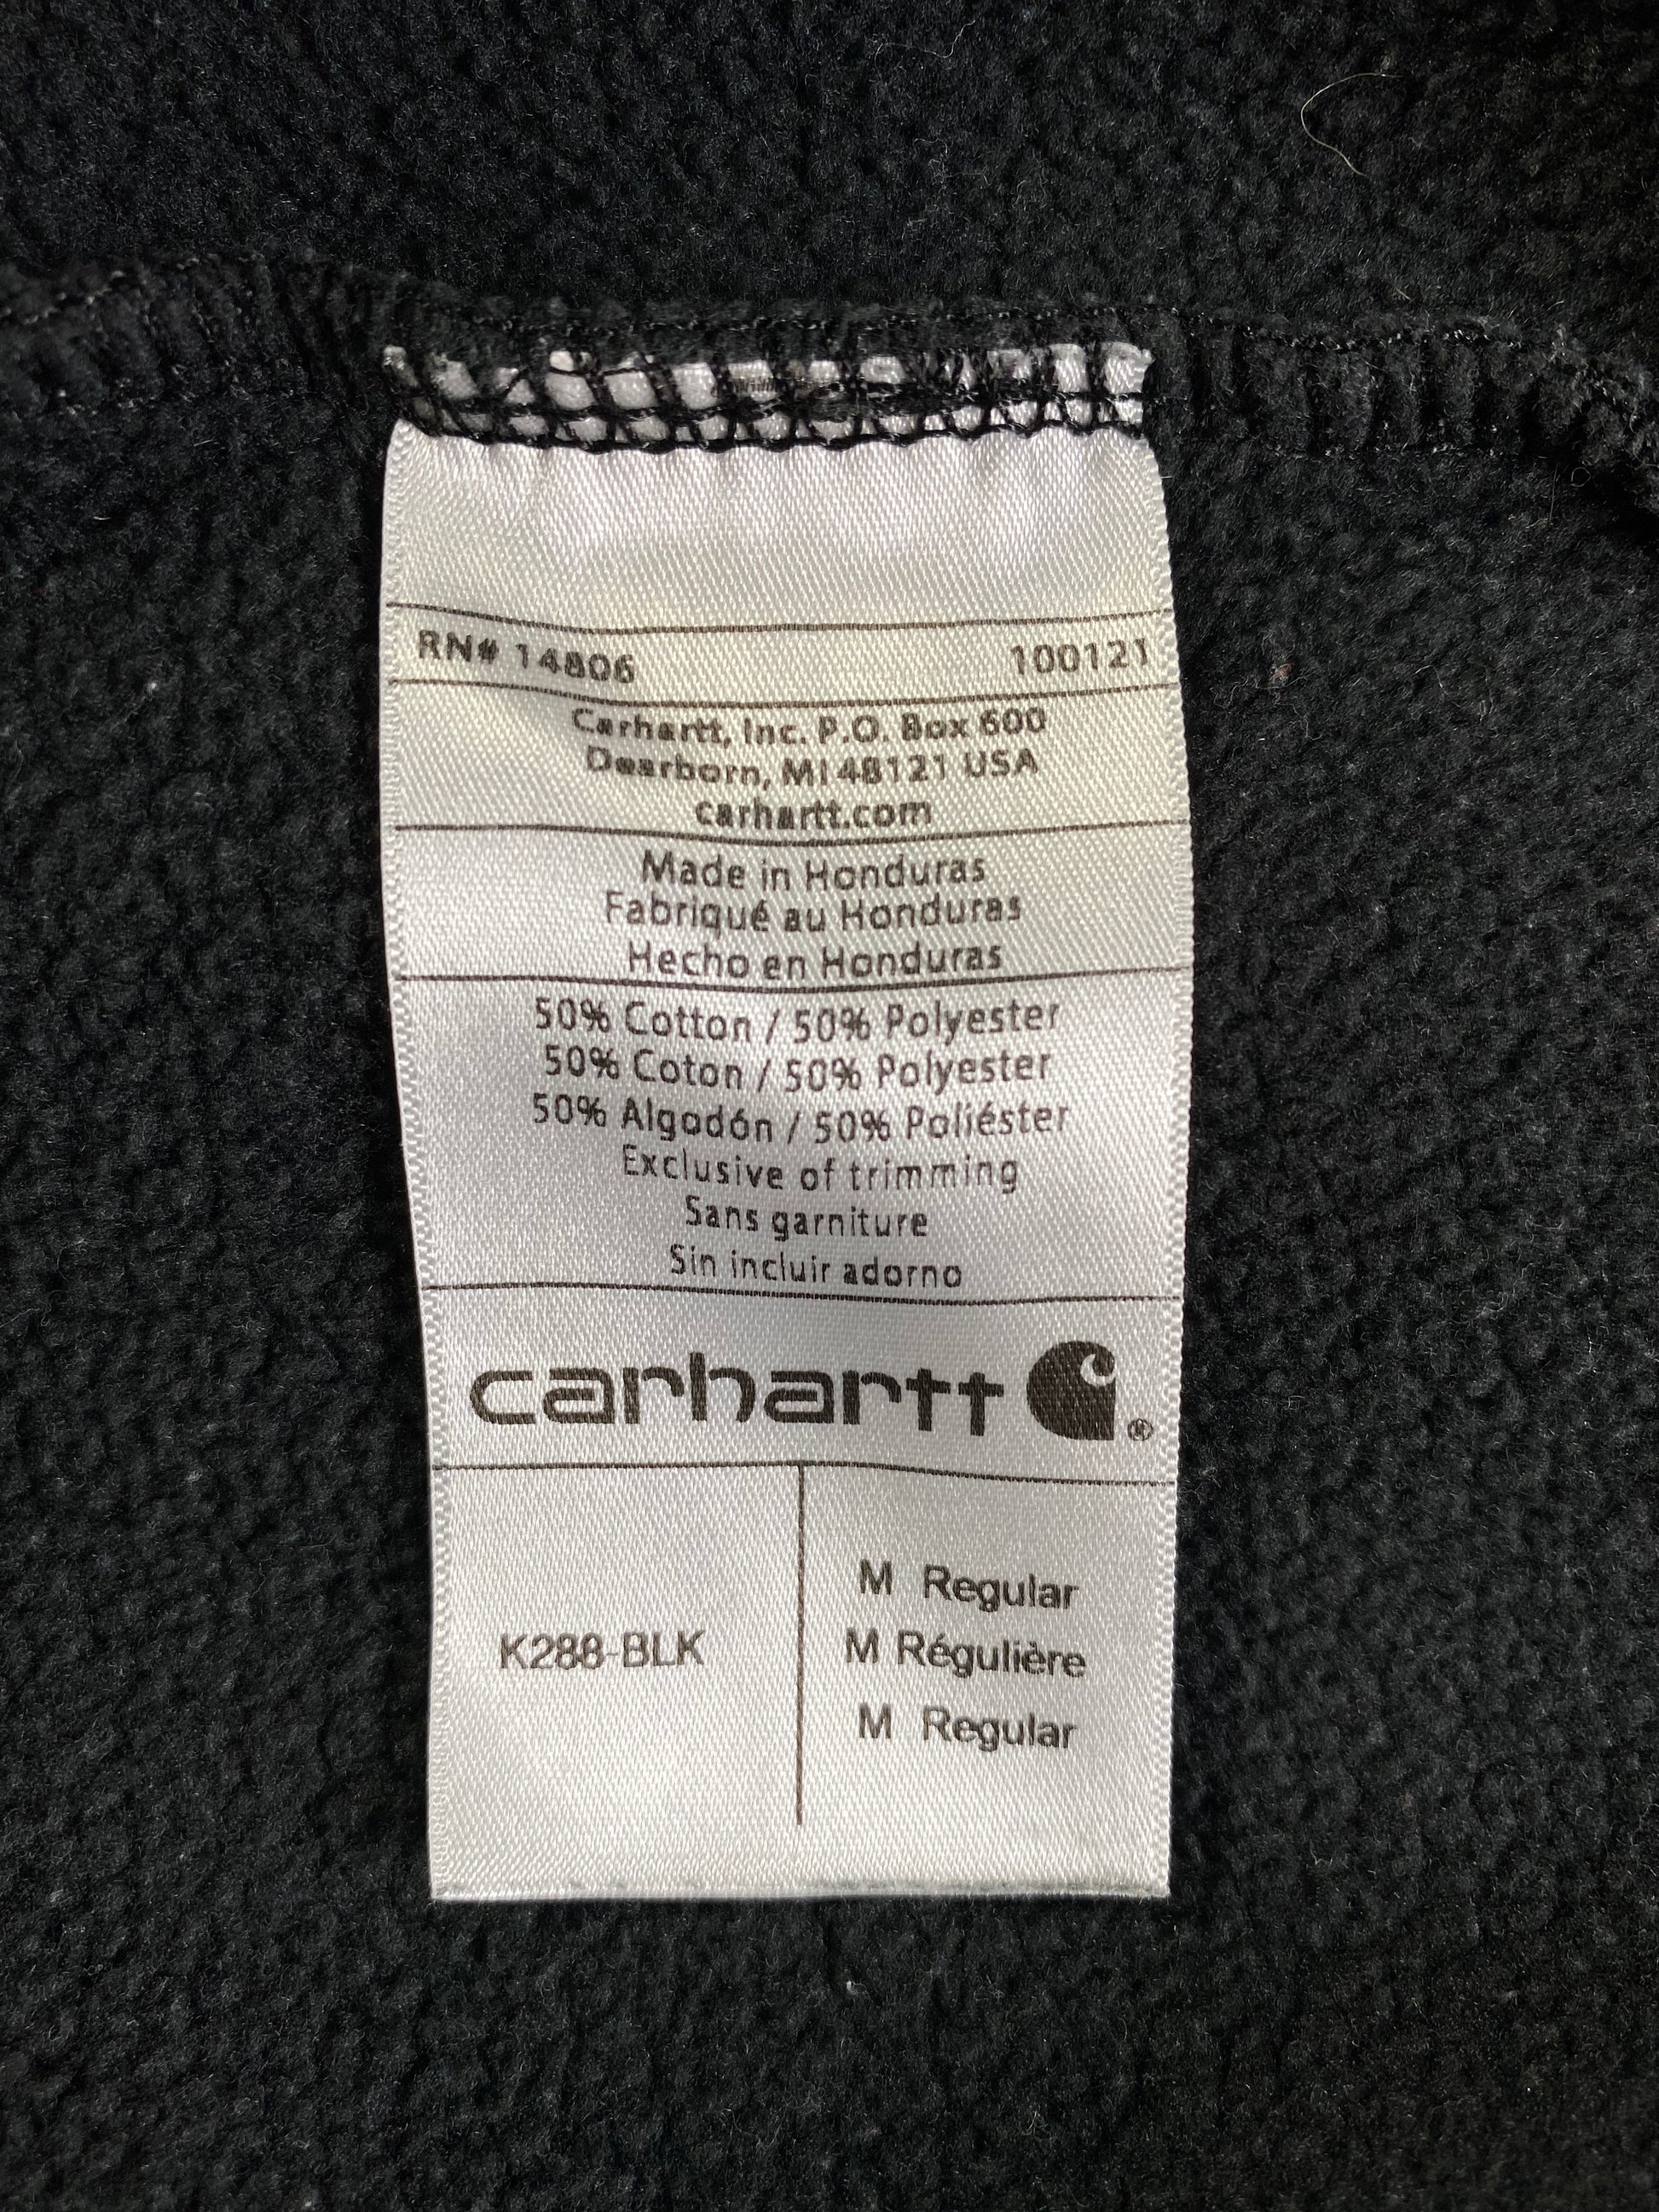 RN# 14806 100121
Carhartt, Inc. P.O. Box 600
Dearborn, MI 48121 USA
carhartt.com
Made in Honduras
Fabriqué au Honduras
Hecho en Honduras
50% Cotton / 50% Polyester
50% Coton / 50% Polyester
50% Algodón / 50% Poliéster
Exclusive of trimming
Sans garniture
Sin incluir adorno
carhartt ®
M Regular
K288-BLK M Régulière
M Regular